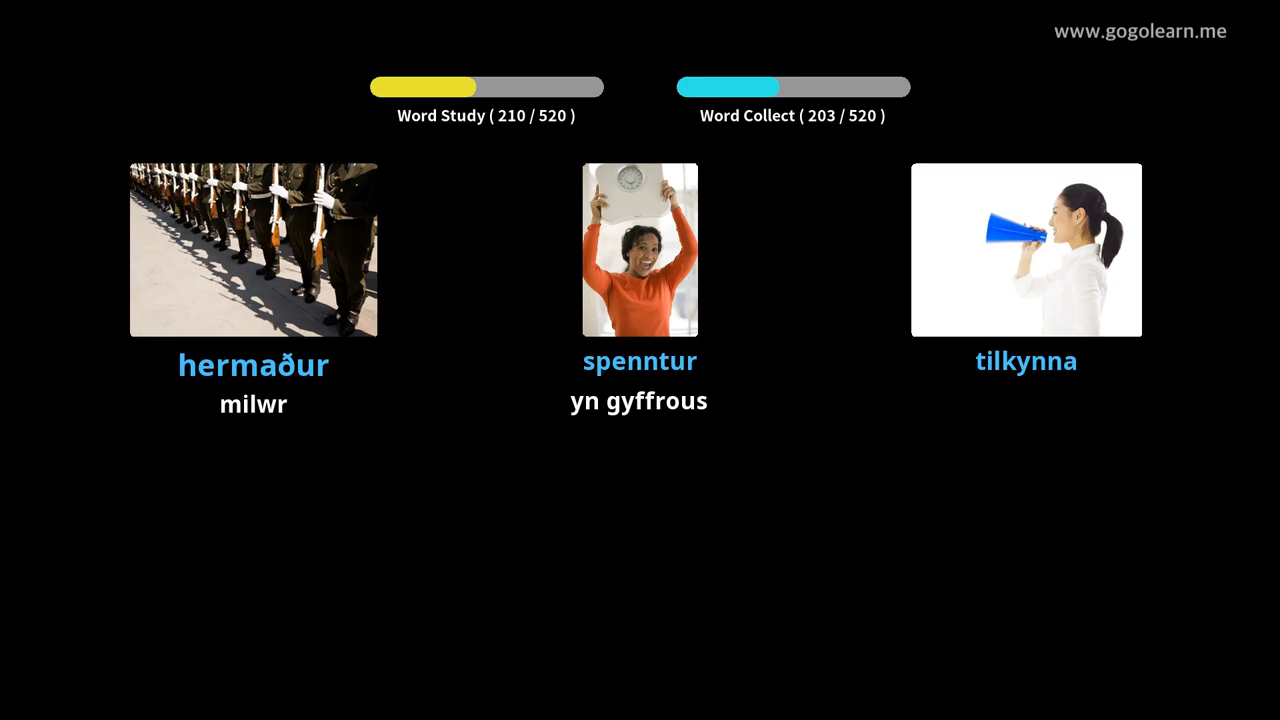 www.gogolearn.me
Word Study ( 210 / 520 )
Word Collect ( 203 / 520 )
hermaður
milwr
spenntur
yn gyffrous
tilkynna